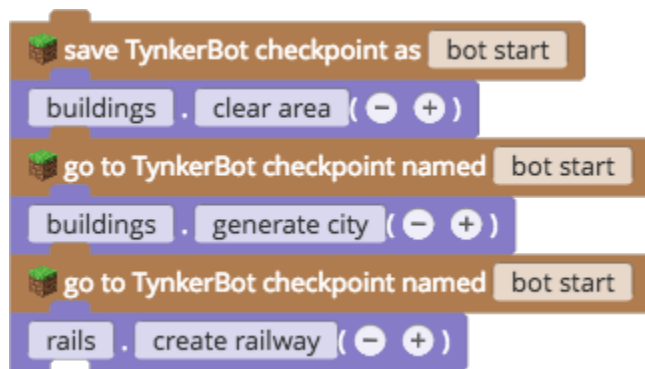 save TynkerBot checkpoint as bot start
buildings . clear area ( − + )
go to TynkerBot checkpoint named bot start
buildings . generate city ( − + )
go to TynkerBot checkpoint named bot start
rails . create railway ( − + )